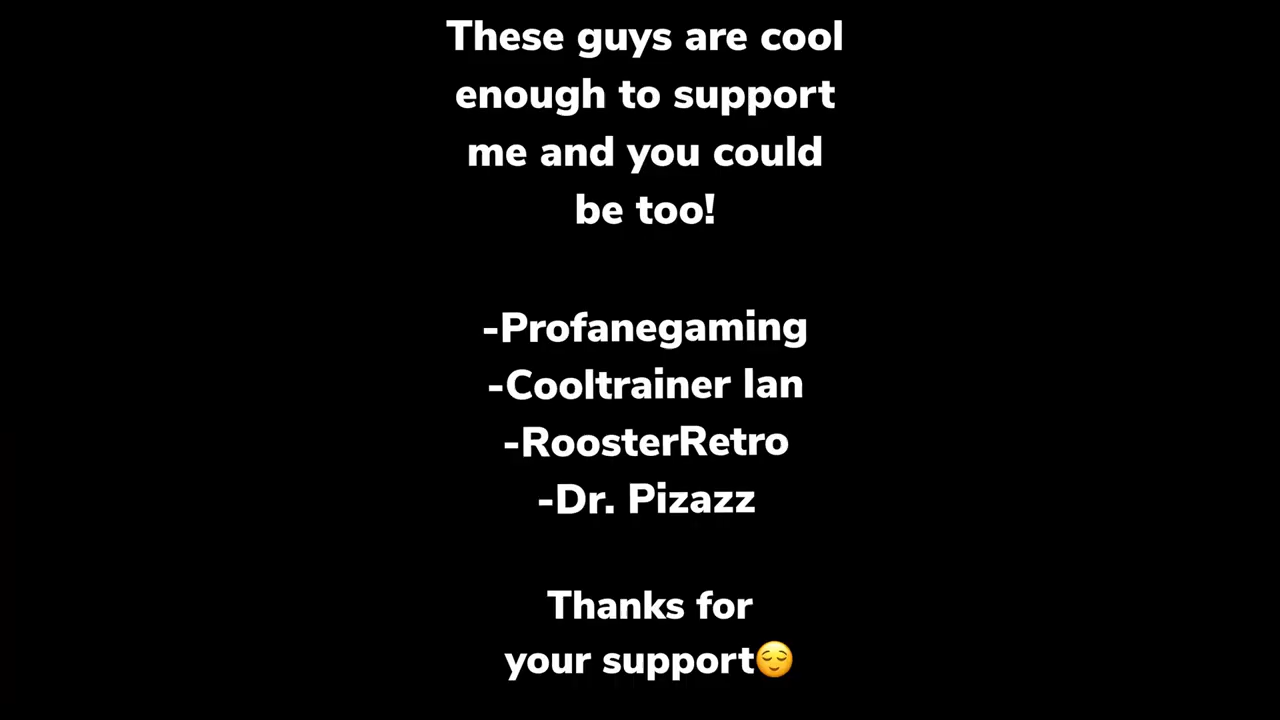 These guys are cool
enough to support
me and you could
be too!
-Profanegaming
-Cooltrainer Ian
-RoosterRetro
-Dr. Pizazz
Thanks for
your support😌